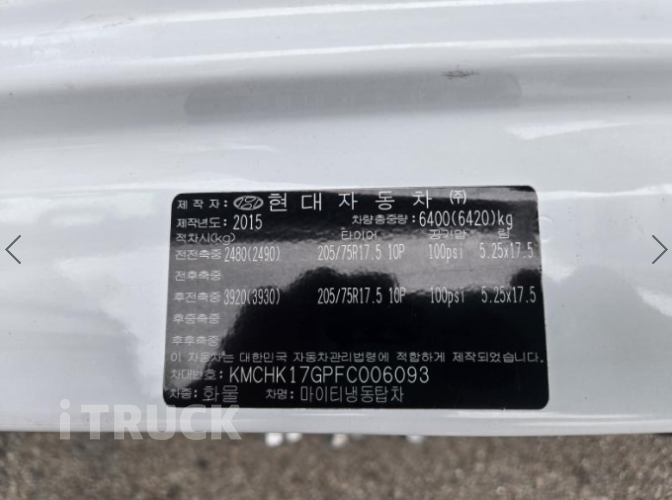 제 작 자: 현 대 자 동 차 ㈜
제작년도: 2015 차량총중량: 6400(6420)kg
적차시(kg) 타이어 공기압 림
전전축중 2480(2490) 205/75R17.5 10P 100psi 5.25x17.5
전후축중
후전축중 3920(3930) 205/75R17.5 10P 100psi 5.25x17.5
후중축중
후후축중
이 자동차는 대한민국 자동차관리법령에 적합하게 제작되었습니다.
차대번호: KMCHK17GPFC006093
차종: 화 물 차명: 마이티냉동탑차
iTRUCK